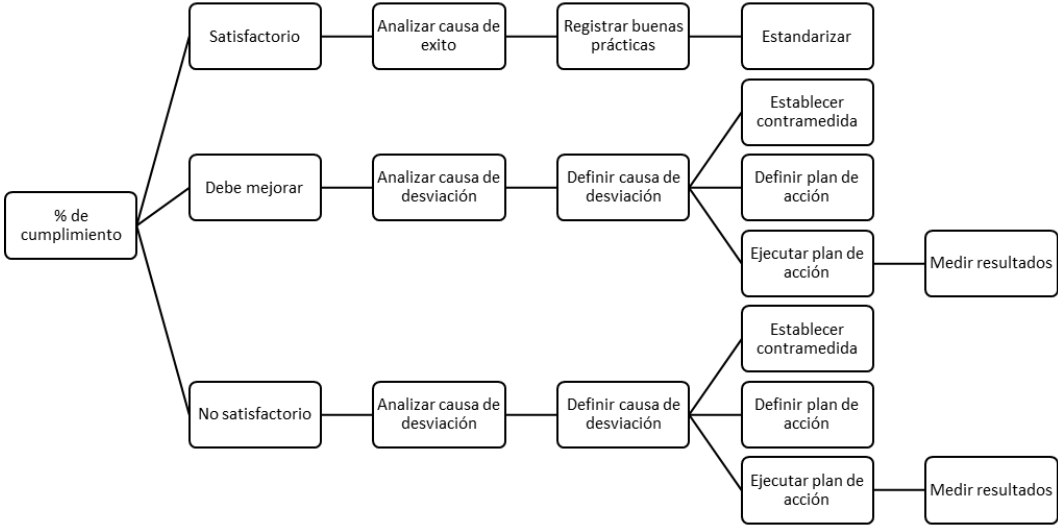 Satisfactorio
Analizar causa de
exito
Registrar buenas
prácticas
Estandarizar
Establecer
contramedida
Debe mejorar
Analizar causa de
desviación
Definir causa de
desviación
Definir plan de
acción
% de
cumplimiento
Ejecutar plan de
acción
Medir resultados
Establecer
contramedida
No satisfactorio
Analizar causa de
desviación
Definir causa de
desviación
Definir plan de
acción
Ejecutar plan de
acción
Medir resultados